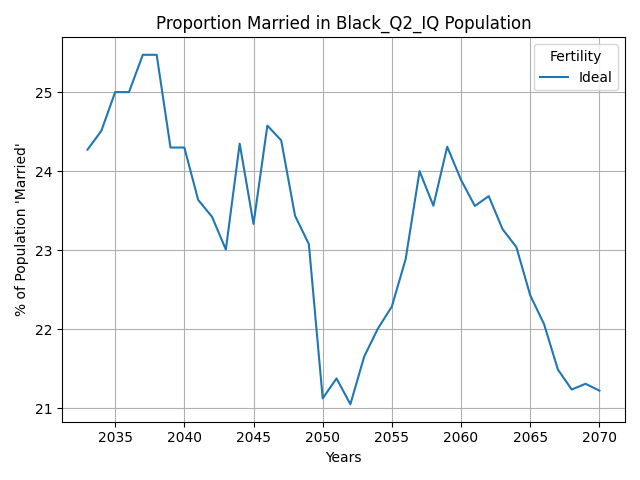 Proportion Married in Black_Q2_IQ Population
Fertility
Ideal
% of Population 'Married'
25
24
23
22
21
2035 2040 2045 2050 2055 2060 2065 2070
Years